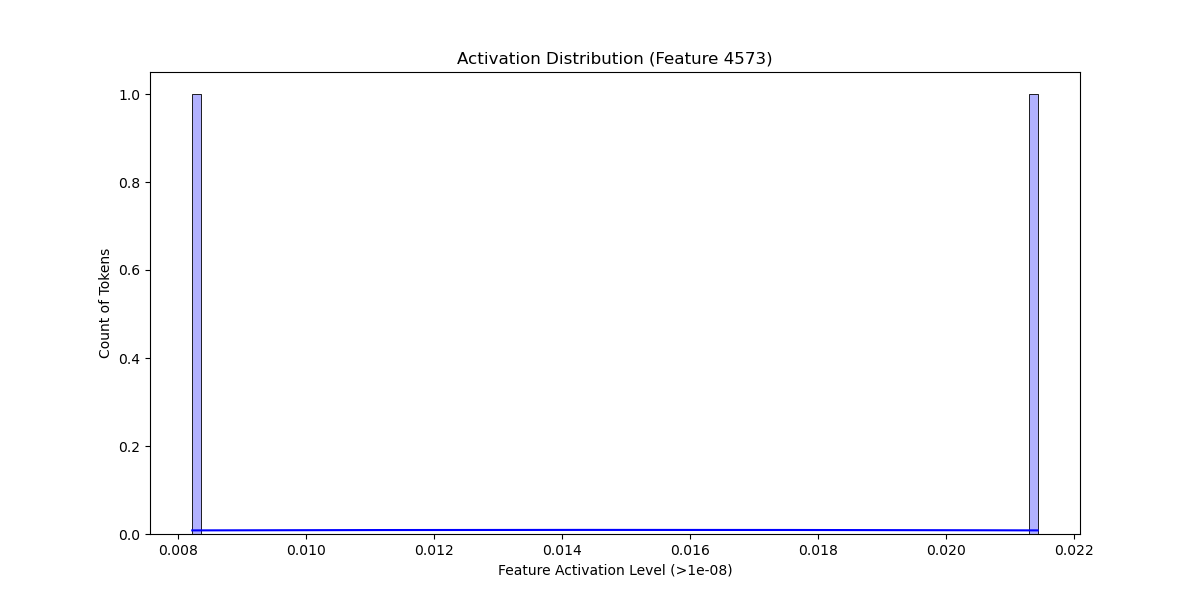 Activation Distribution (Feature 4573)
Count of Tokens
1.0
0.8
0.6
0.4
0.2
0.0
0.008 0.010 0.012 0.014 0.016 0.018 0.020 0.022
Feature Activation Level (>1e-08)